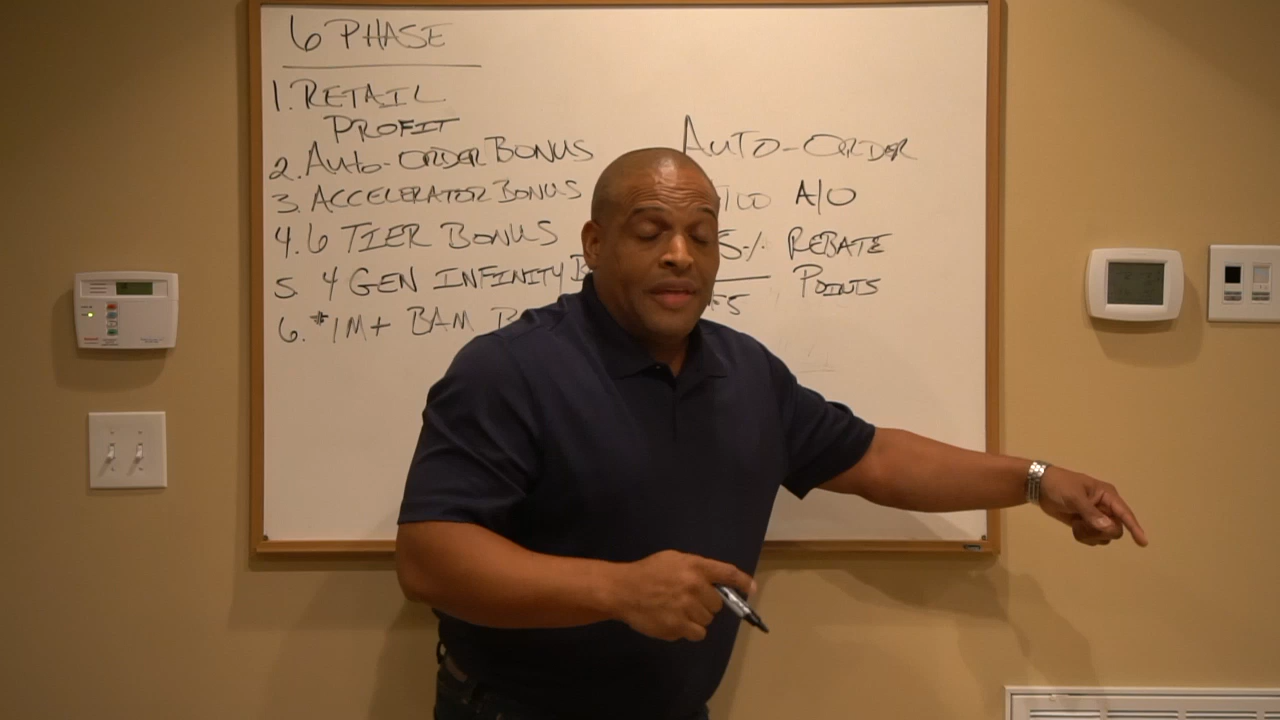 6 PHASE
1. RETAIL
PROFIT
2. AUTO-ORDER BONUS
3. ACCELERATOR BONUS
4. 6 TIER BONUS
5. 4 GEN INFINITY B
6. $1M+ BAM B
AUTO-ORDER
A/O
5-% REBATE
POINTS